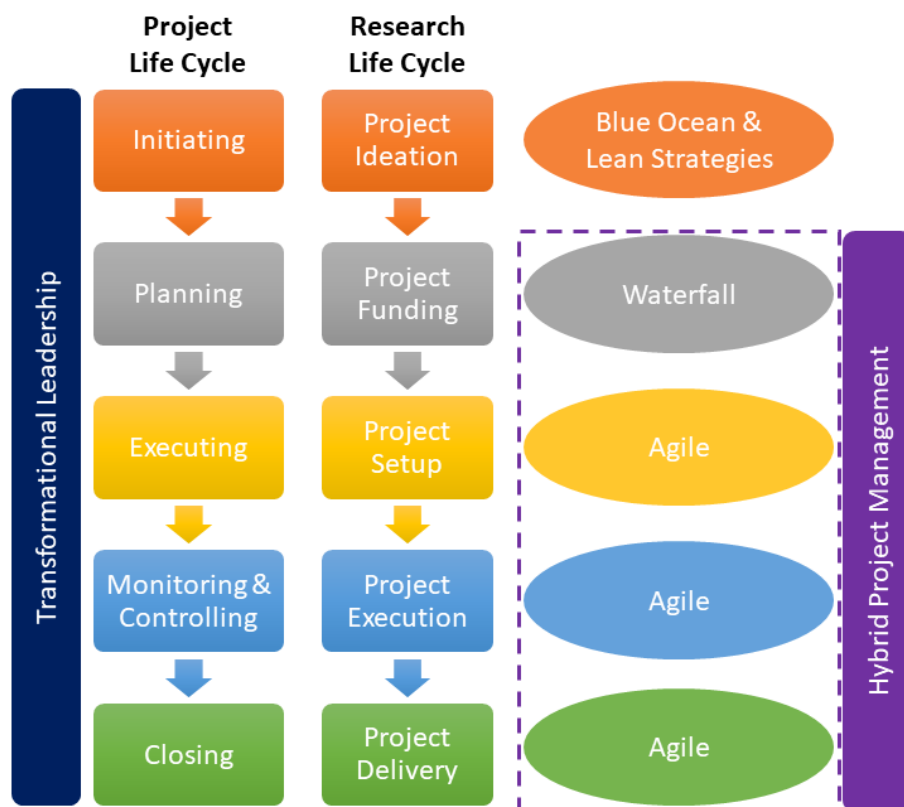 Project
Life Cycle
Research
Life Cycle
Transformational Leadership
Initiating
Project
Ideation
Blue Ocean &
Lean Strategies
Planning
Project
Funding
Waterfall
Executing
Project
Setup
Agile
Monitoring &
Controlling
Project
Execution
Agile
Closing
Project
Delivery
Agile
Hybrid Project Management